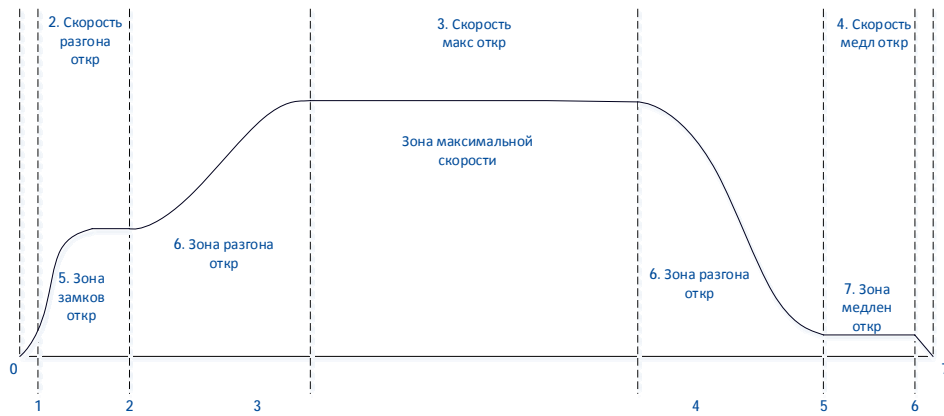 2. Скорость
разгона
откр
3. Скорость
макс откр
4. Скорость
медл откр
Зона максимальной
скорости
6. Зона разгона
откр
5. Зона
замков
откр
6. Зона разгона
откр
7. Зона
медлен
откр
0
1
2
3
4
5
6